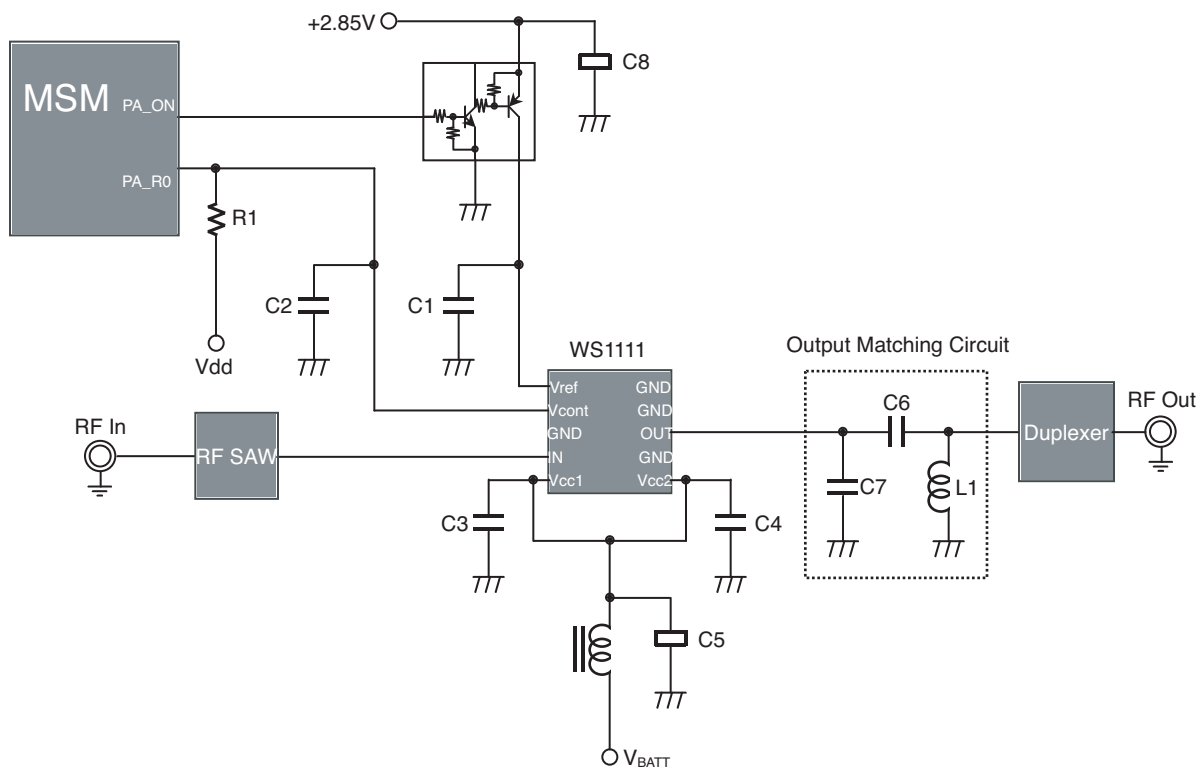 +2.85V
C8
MSM
PA_ON
PA_R0
R1
C2
C1
Vdd
WS1111
Output Matching Circuit
Vref
GND
Vcont
GND
GND
OUT
IN
GND
Vcc1
Vcc2
RF In
RF SAW
C6
C7
L1
Duplexer
RF Out
C3
C4
C5
VBATT